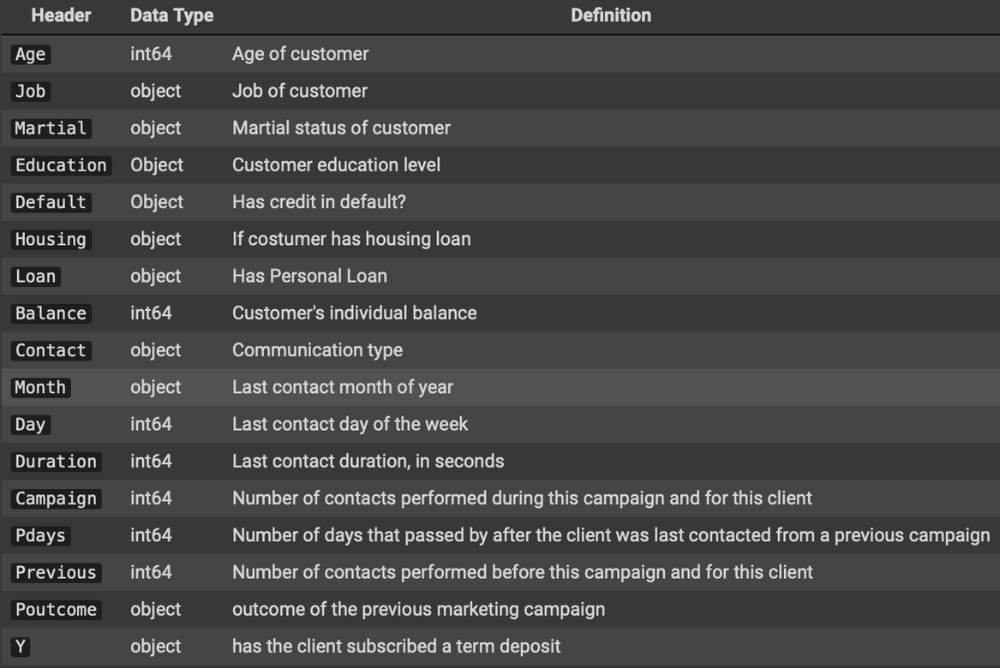 Header Data Type Definition
Age int64 Age of customer
Job object Job of customer
Martial object Martial status of customer
Education Object Customer education level
Default Object Has credit in default?
Housing object If costumer has housing loan
Loan object Has Personal Loan
Balance int64 Customer's individual balance
Contact object Communication type
Month object Last contact month of year
Day int64 Last contact day of the week
Duration int64 Last contact duration, in seconds
Campaign int64 Number of contacts performed during this campaign and for this client
Pdays int64 Number of days that passed by after the client was last contacted from a previous campaign
Previous int64 Number of contacts performed before this campaign and for this client
Poutcome object outcome of the previous marketing campaign
Y object has the client subscribed a term deposit